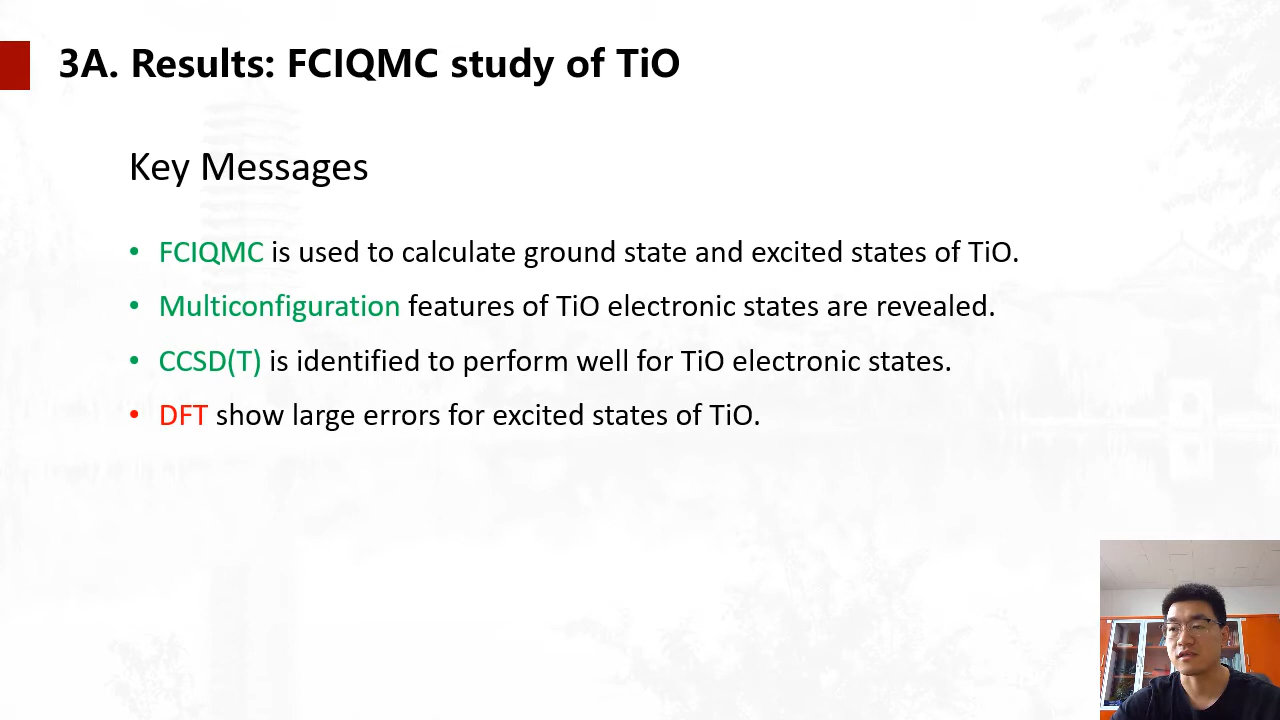 3A. Results: FCIQMC study of TiO
Key Messages
• FCIQMC is used to calculate ground state and excited states of TiO.
• Multiconfiguration features of TiO electronic states are revealed.
• CCSD(T) is identified to perform well for TiO electronic states.
• DFT show large errors for excited states of TiO.